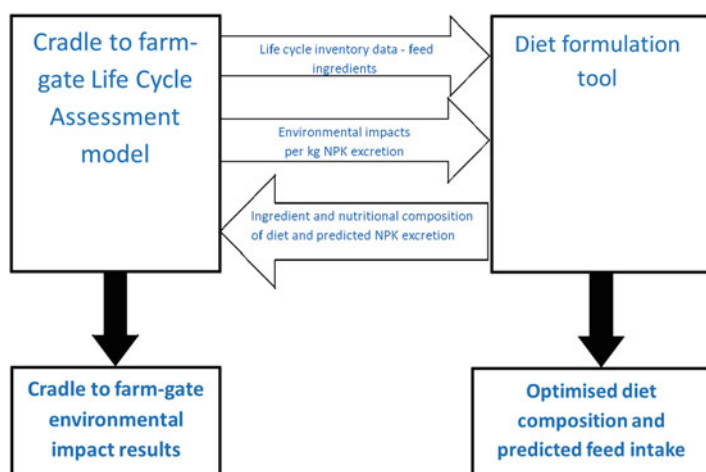 Cradle to farm-
gate Life Cycle
Assessment
model
Life cycle inventory data - feed
ingredients
Environmental impacts
per kg NPK excretion
Ingredient and nutritional composition
of diet and predicted NPK excretion
Diet formulation
tool
Cradle to farm-gate
environmental
impact results
Optimised diet
composition and
predicted feed intake